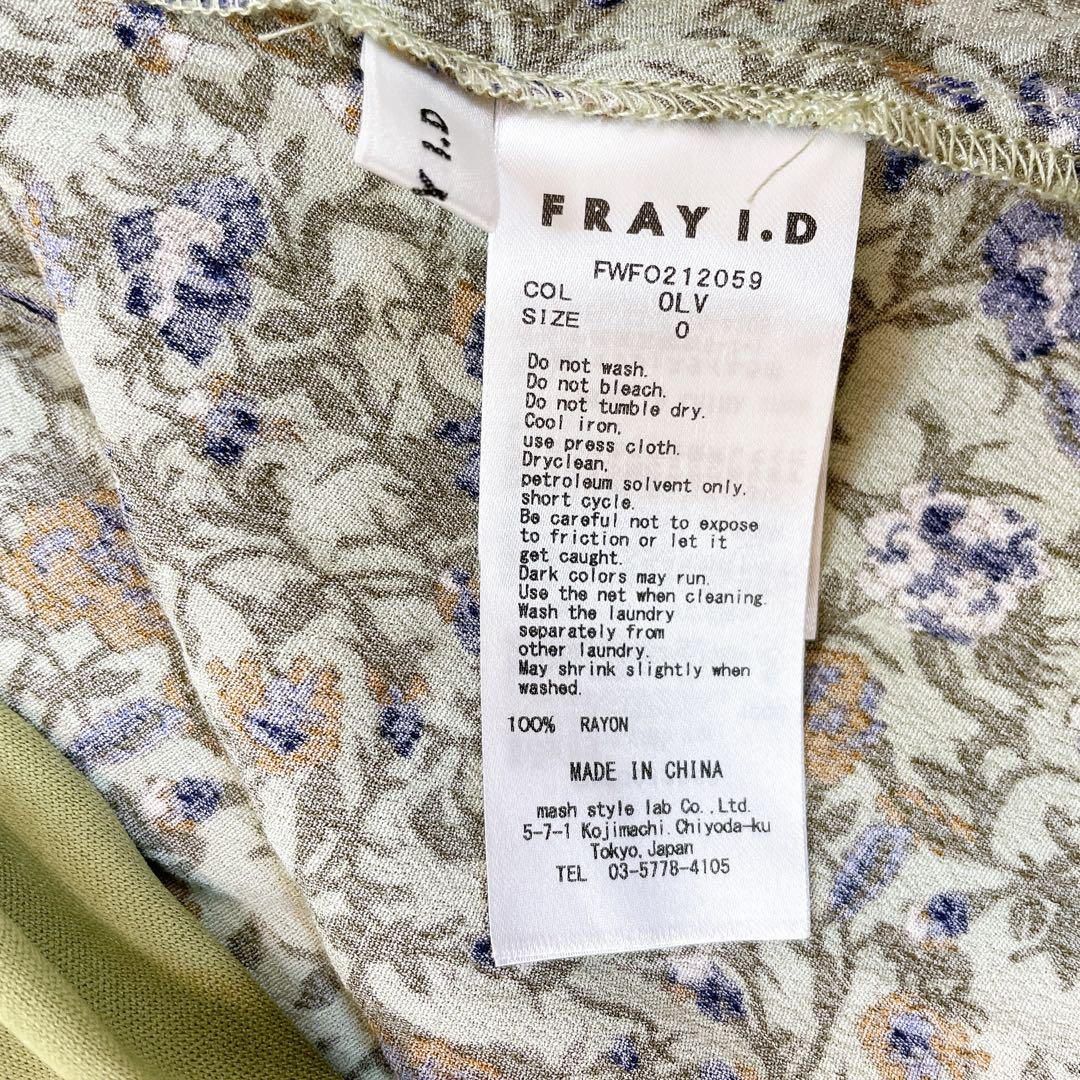 Y I.D
FRAY I.D
FWFO212059
COL OLV
SIZE 0
Do not wash.
Do not bleach.
Do not tumble dry.
Cool iron,
use press cloth.
Dryclean,
petroleum solvent only.
short cycle.
Be careful not to expose
to friction or let it
get caught.
Dark colors may run.
Use the net when cleaning.
Wash the laundry
separately from
other laundry.
May shrink slightly when
washed.
100% RAYON
MADE IN CHINA
mash style lab Co.,Ltd.
5-7-1 Kojimachi.Chiyoda-ku
Tokyo,Japan
TEL 03-5778-4105